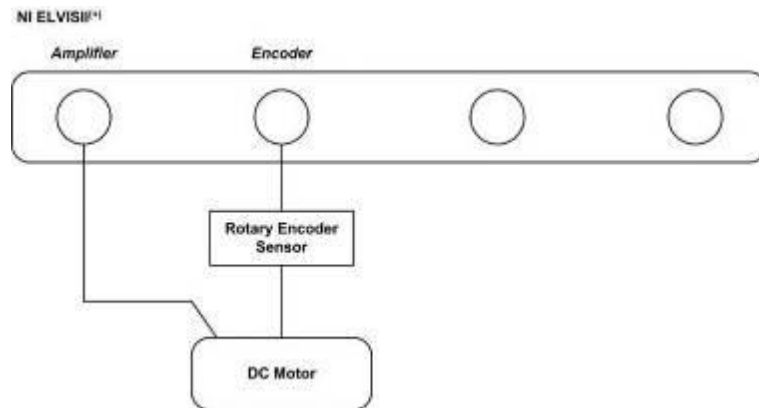 NI ELVISII(+)
Amplifier
Encoder
Rotary Encoder
Sensor
DC Motor